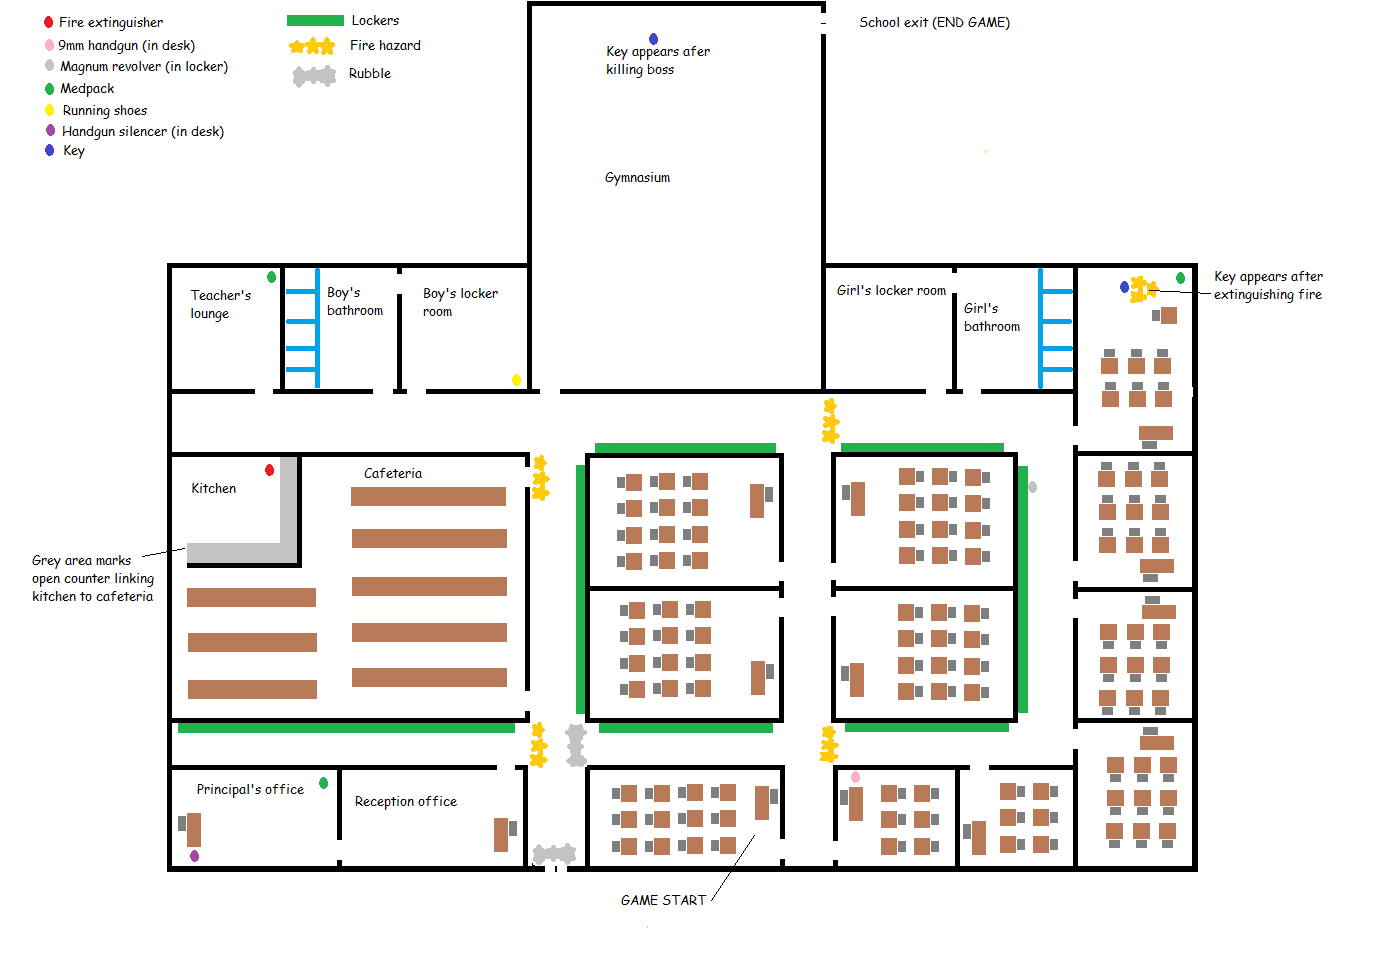 Fire extinguisher
9mm handgun (in desk)
Magnum revolver (in locker)
Medpack
Running shoes
Handgun silencer (in desk)
Key
Lockers
Fire hazard
Rubble
School exit (END GAME)
Key appears afer
killing boss
Gymnasium
Teacher's
lounge
Boy's
bathroom
Boy's locker
room
Girl's locker room
Girl's
bathroom
Key appears after
extinguishing fire
Kitchen
Cafeteria
Grey area marks
open counter linking
kitchen to cafeteria
Principal's office
Reception office
GAME START